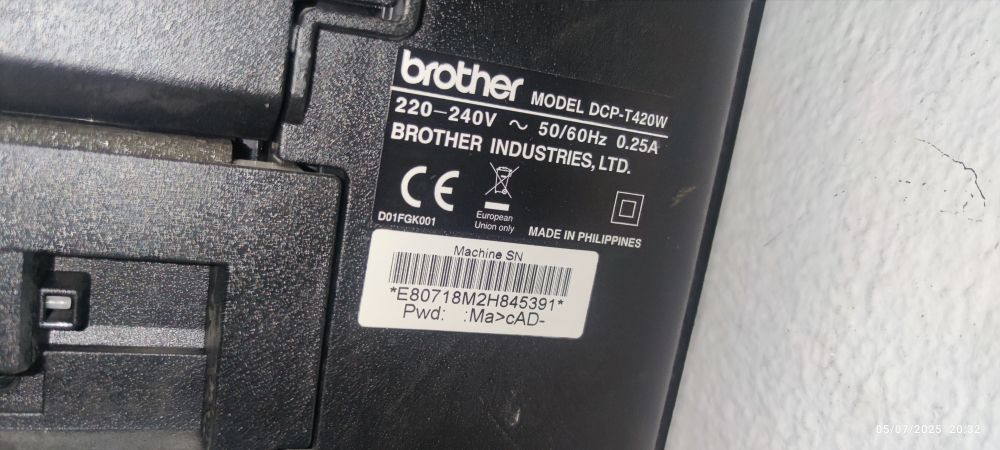 brother MODEL DCP-T420W
220-240V ~ 50/60Hz 0.25A
BROTHER INDUSTRIES, LTD.
CE
European
Union only
D01FGK001
MADE IN PHILIPPINES
Machine SN
*E80718M2H845391*
Pwd: :Ma>cAD-
05/07/2025 20:32